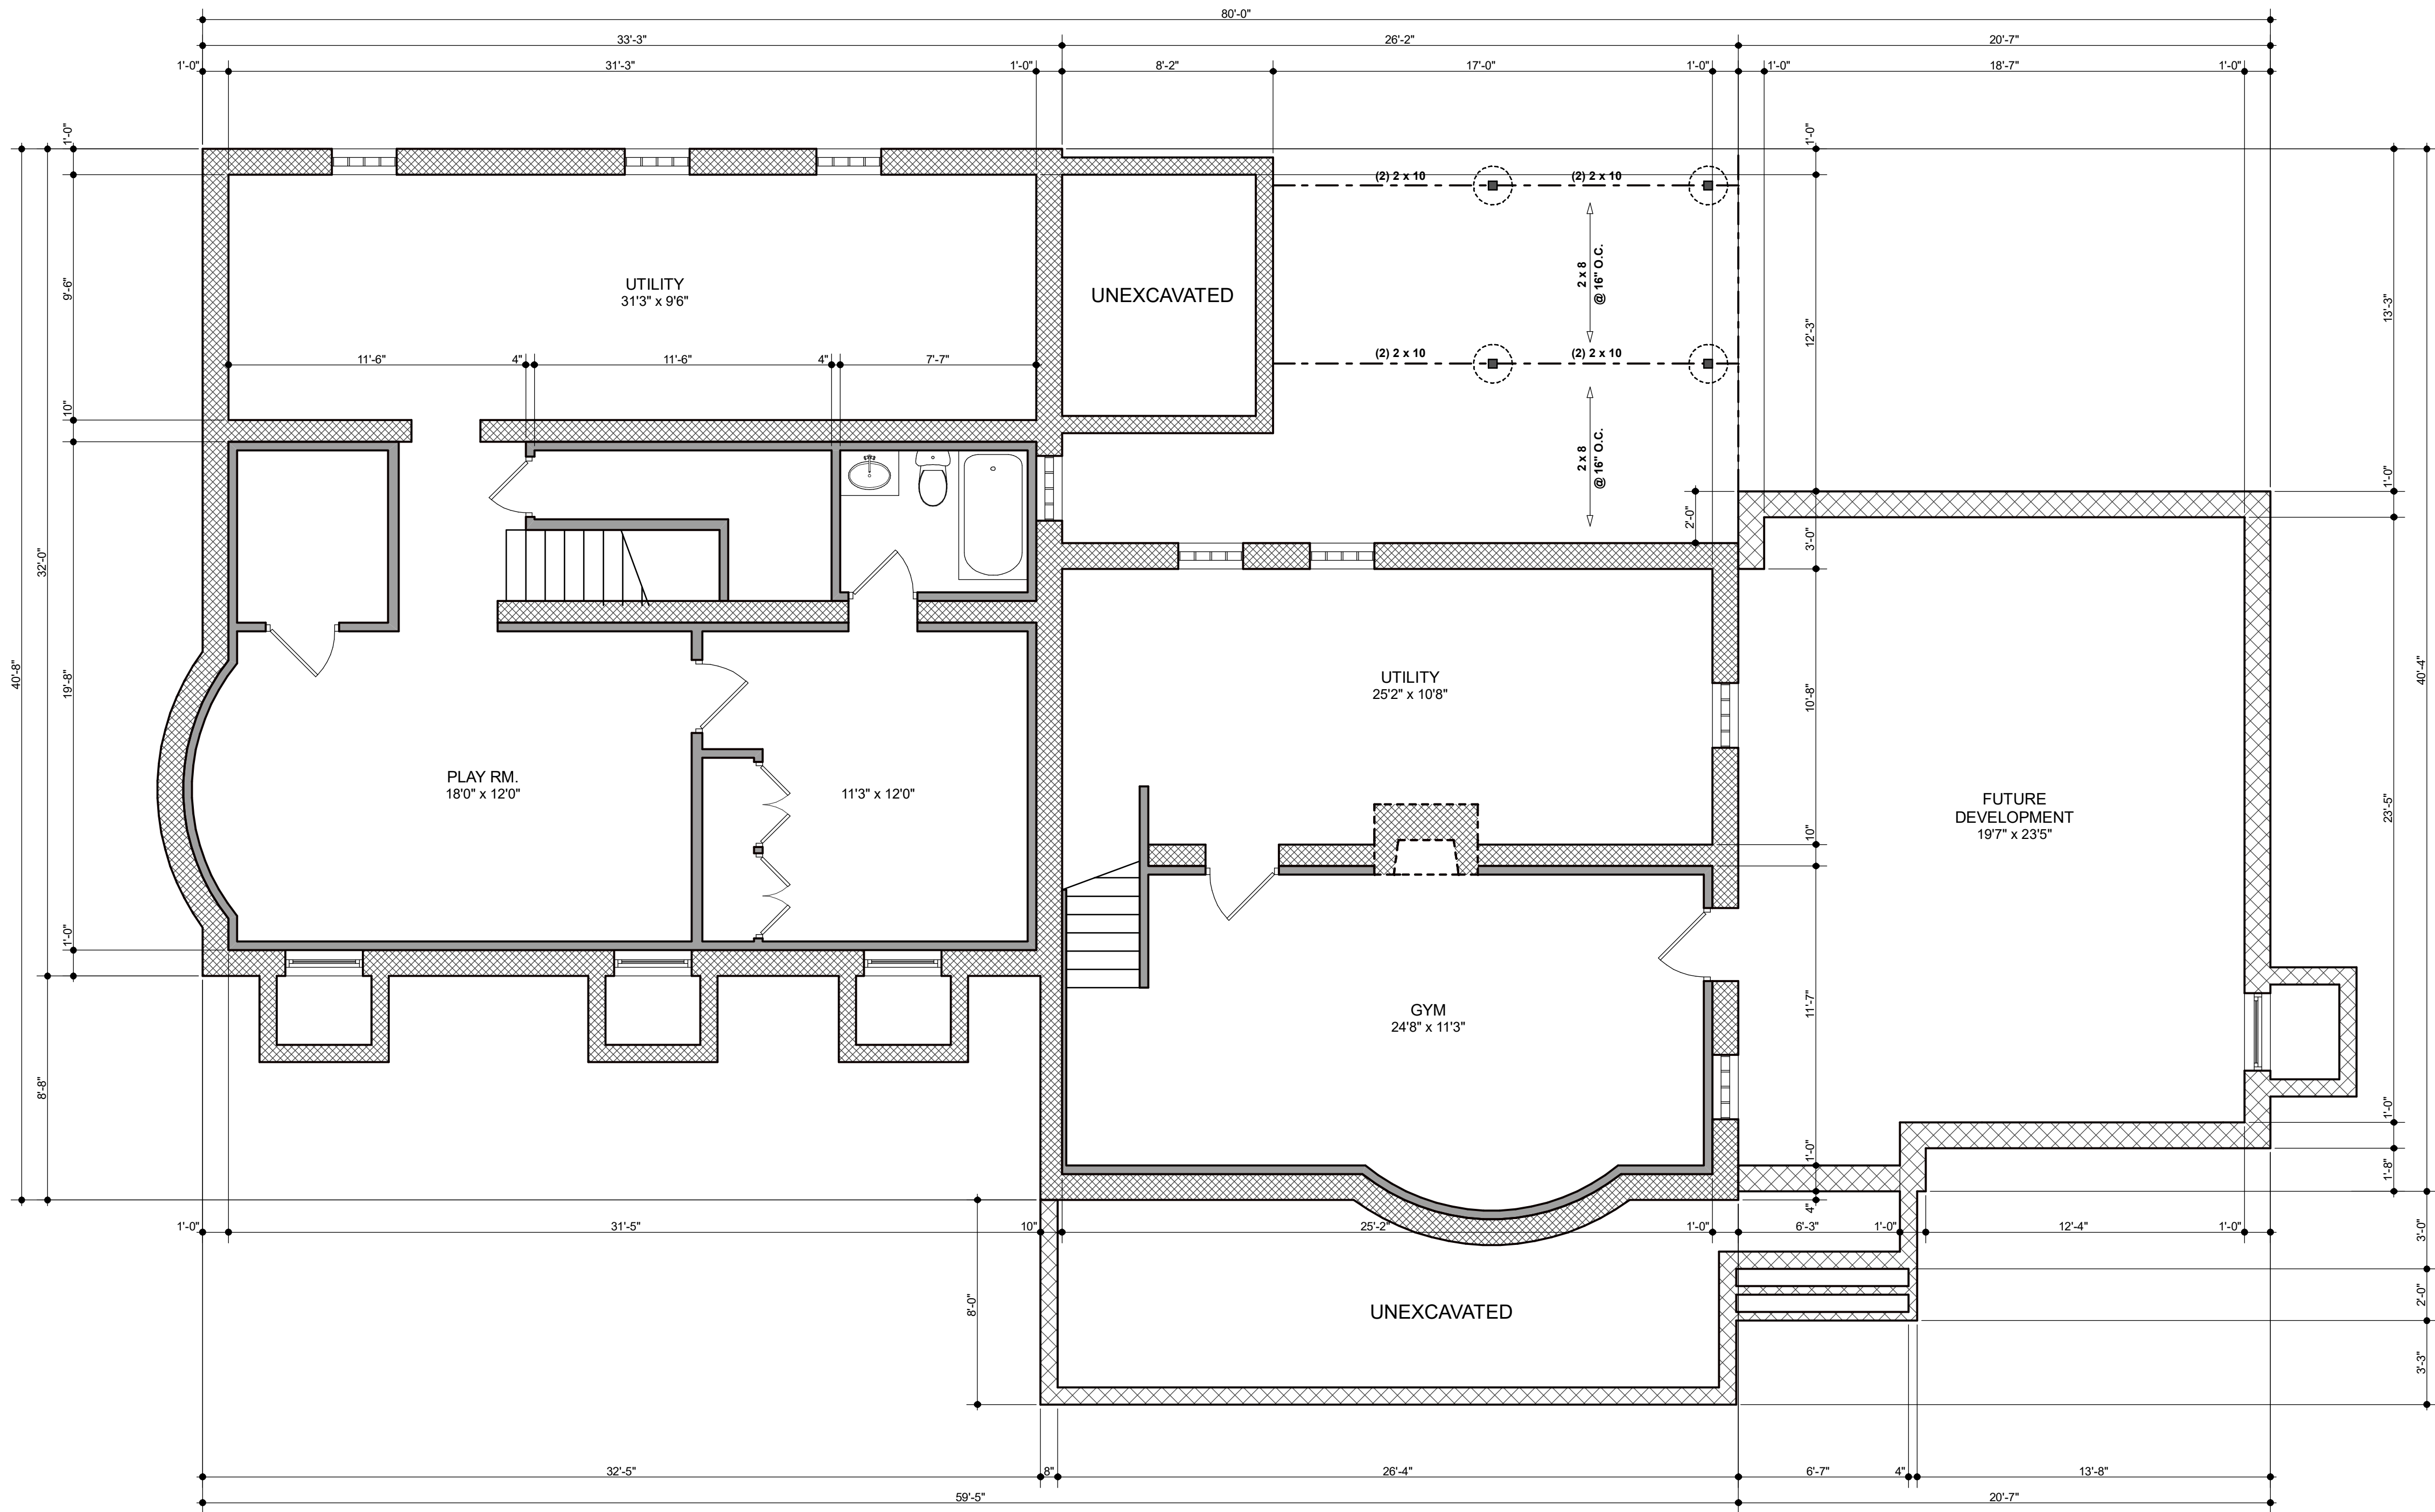 80'-0"
33'-3" 26'-2" 20'-7"
1'-0" 31'-3" 1'-0" 8'-2" 17'-0" 1'-0" 1'-0" 18'-7" 1'-0"
1'-0"
1'-0"
(2) 2 x 10 (2) 2 x 10
UTILITY
31'3" x 9'6"
9'-6"
UNEXCAVATED
2 x 8
@ 16" O.C.
12'-3"
13'-3"
11'-6" 4" 11'-6" 4" 7'-7"
(2) 2 x 10 (2) 2 x 10
10"
2 x 8
@ 16" O.C.
1'-0"
2'-0"
3'-0"
32'-0"
40'-8"
19'-8"
UTILITY
25'2" x 10'8"
10'-8"
40'-4"
PLAY RM.
18'0" x 12'0"
11'3" x 12'0"
FUTURE
DEVELOPMENT
19'7" x 23'5"
23'-5"
10"
1'-0"
GYM
24'8" x 11'3"
11'-7"
8'-8"
1'-0"
1'-0"
1'-8"
4"
1'-0" 31'-5" 10" 25'-2" 1'-0" 6'-3" 1'-0" 12'-4" 1'-0"
3'-0"
8'-0"
UNEXCAVATED
2'-0"
3'-3"
32'-5" 8" 26'-4" 6'-7" 4" 13'-8"
59'-5" 20'-7"